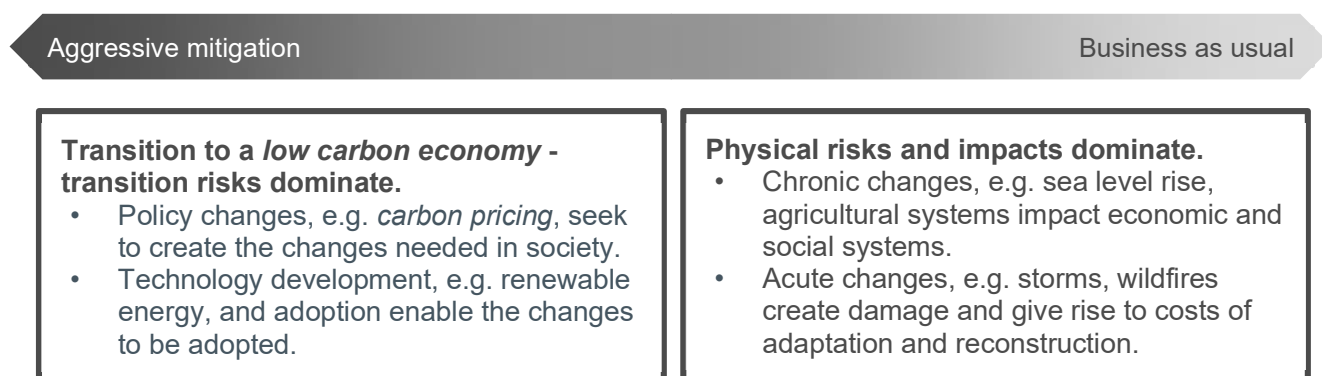 Aggressive mitigation
Business as usual
Transition to a low carbon economy -
transition risks dominate.
• Policy changes, e.g. carbon pricing, seek
to create the changes needed in society.
• Technology development, e.g. renewable
energy, and adoption enable the changes
to be adopted.
Physical risks and impacts dominate.
• Chronic changes, e.g. sea level rise,
agricultural systems impact economic and
social systems.
• Acute changes, e.g. storms, wildfires
create damage and give rise to costs of
adaptation and reconstruction.